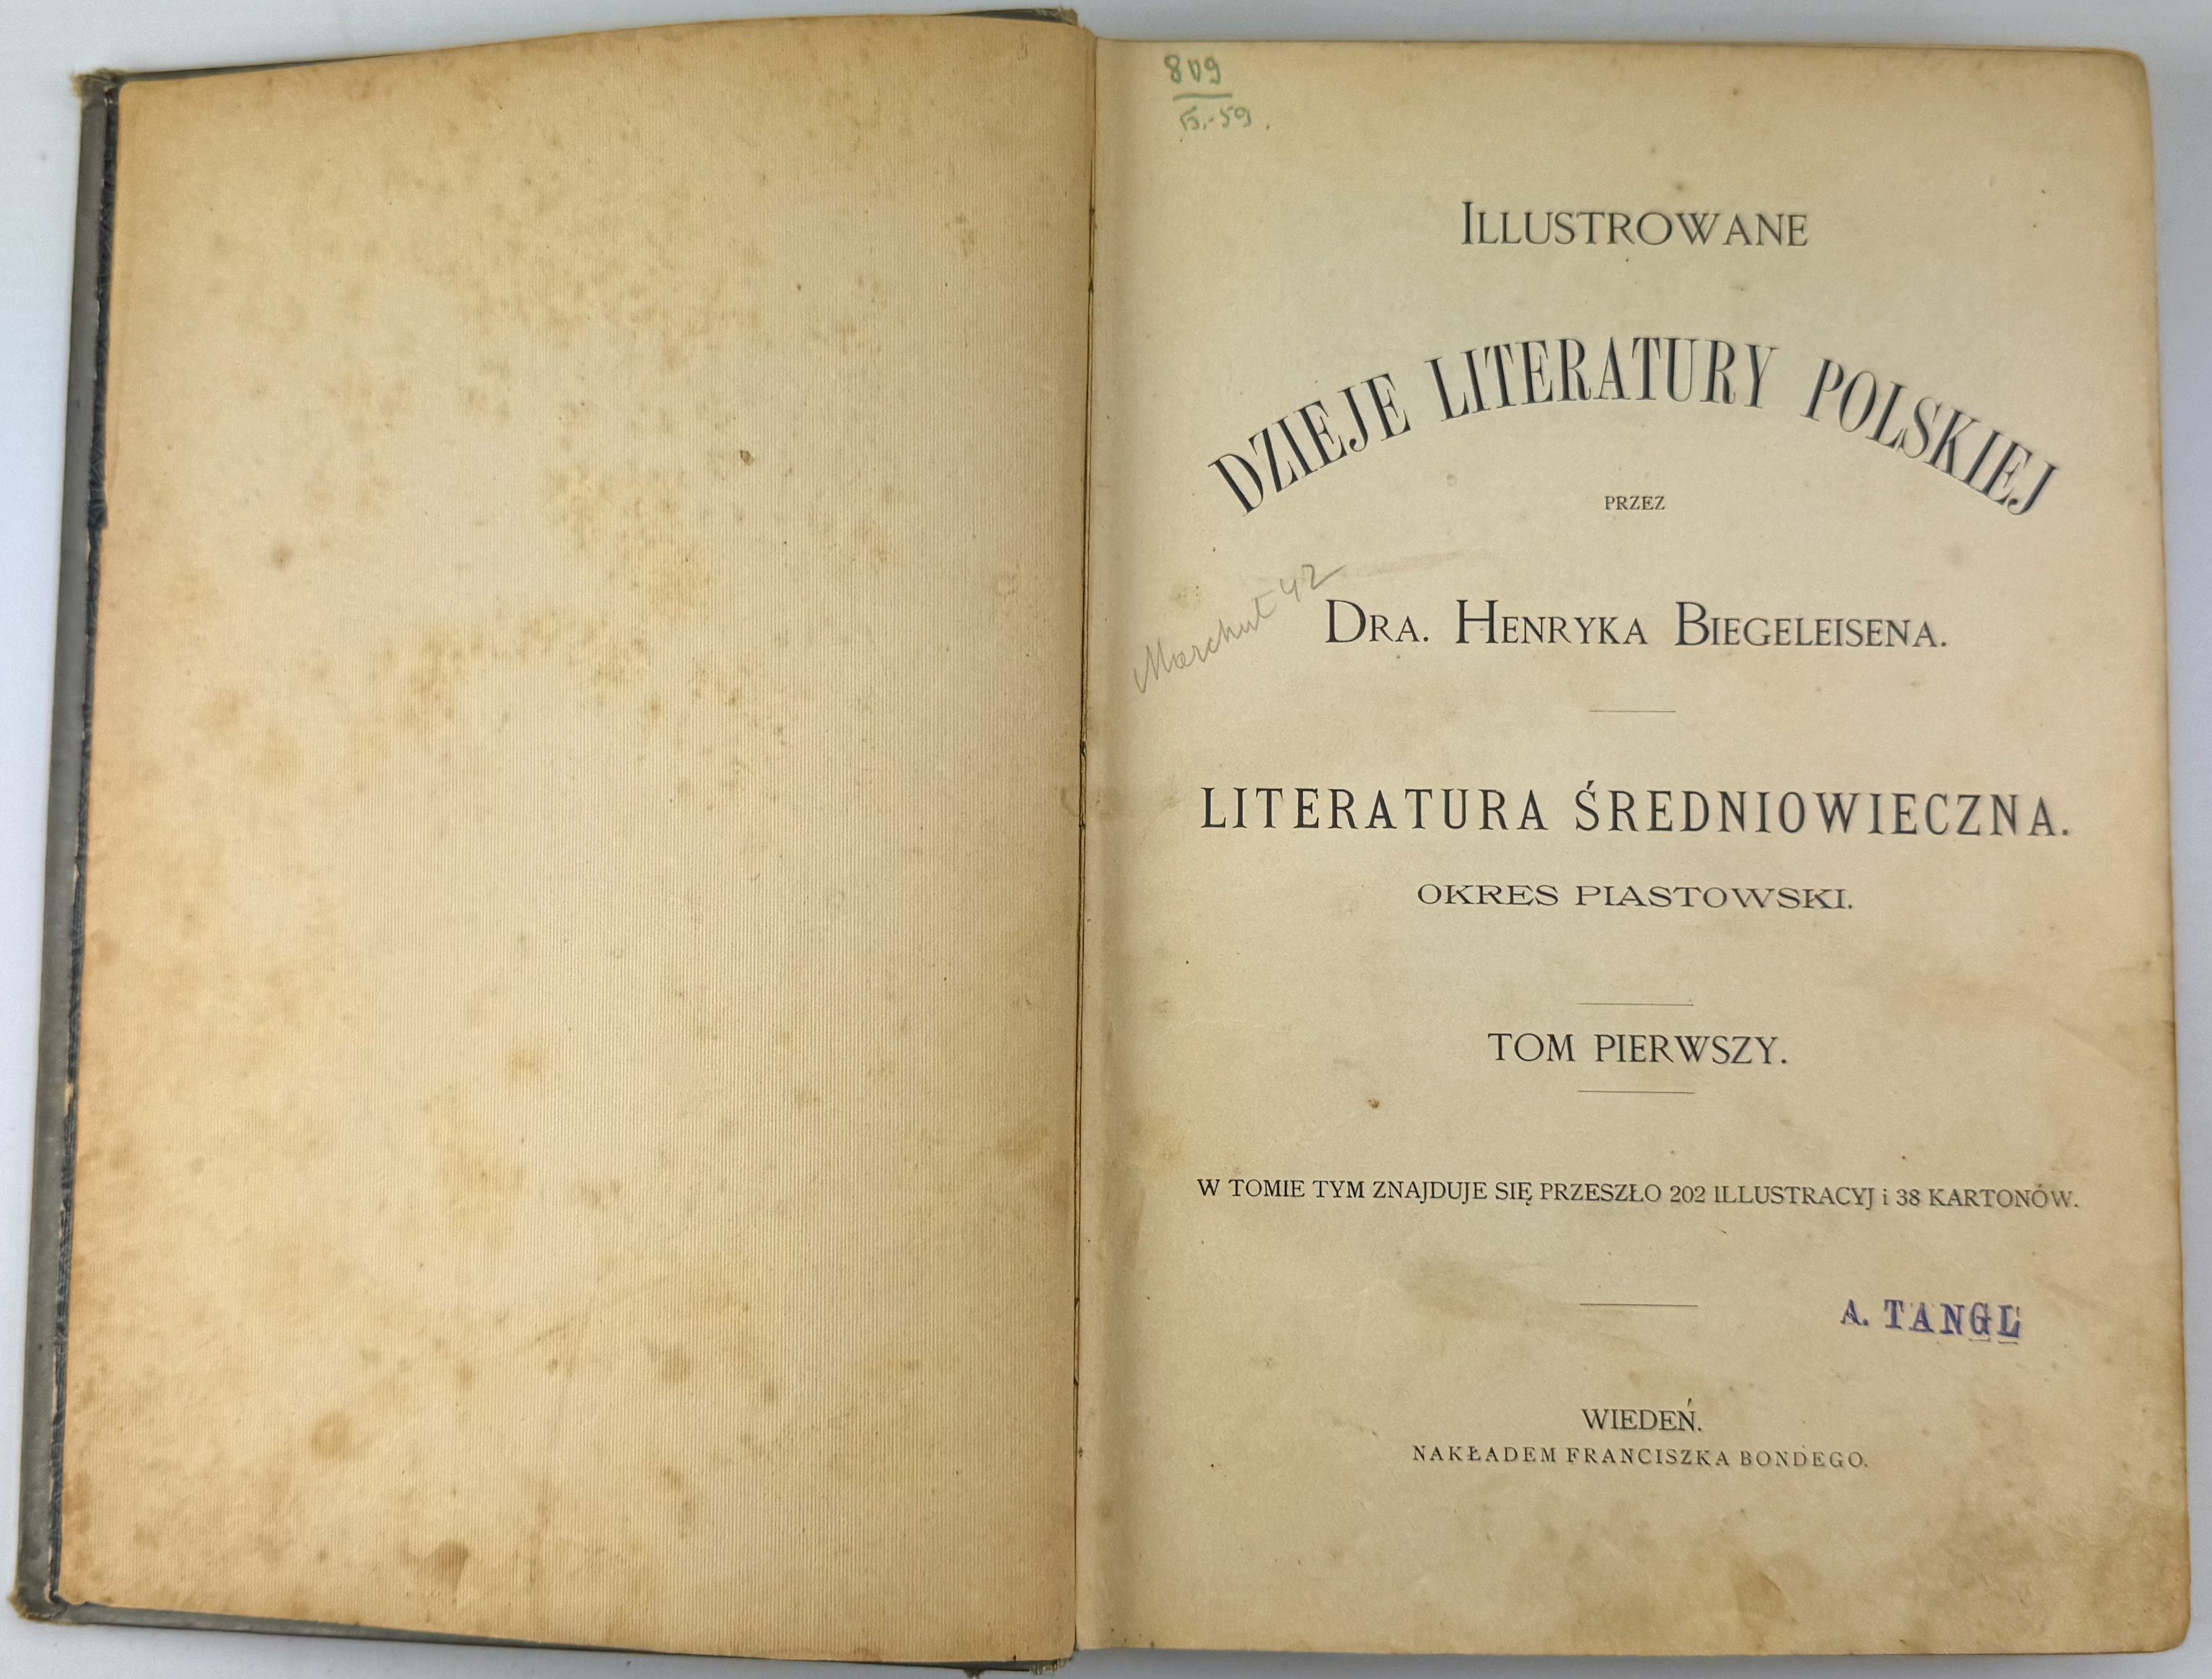 809
ILLUSTROWANE
DZIEJE LITERATURY POLSKIEJ
PRZEZ
DRA. HENRYKA BIEGELEISENA.
LITERATURA ŚREDNIOWIECZNA.
OKRES PIASTOWSKI.
TOM PIERWSZY.
W TOMIE TYM ZNAJDUJE SIĘ PRZESZŁO 202 ILLUSTRACYJ i 38 KARTONÓW.
A. TANGL
WIEDEŃ.
NAKŁADEM FRANCISZKA BONDEGO.